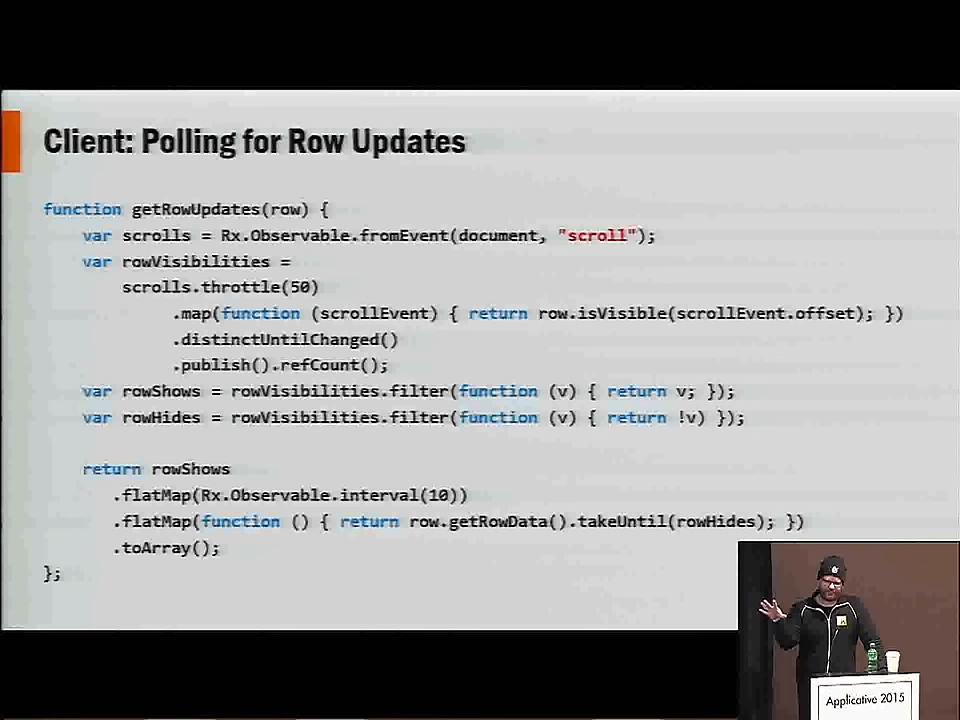 Client: Polling for Row Updates
function getRowUpdates(row) {
var scrolls = Rx.Observable.fromEvent(document, "scroll");
var rowVisibilities =
scrolls.throttle(50)
.map(function (scrollEvent) { return row.isVisible(scrollEvent.offset); })
.distinctUntilChanged()
.publish().refCount();
var rowShows = rowVisibilities.filter(function (v) { return v; });
var rowHides = rowVisibilities.filter(function (v) { return !v) });
return rowShows
.flatMap(Rx.Observable.interval(10))
.flatMap(function () { return row.getRowData().takeUntil(rowHides); })
.toArray();
};
Applicative 2015